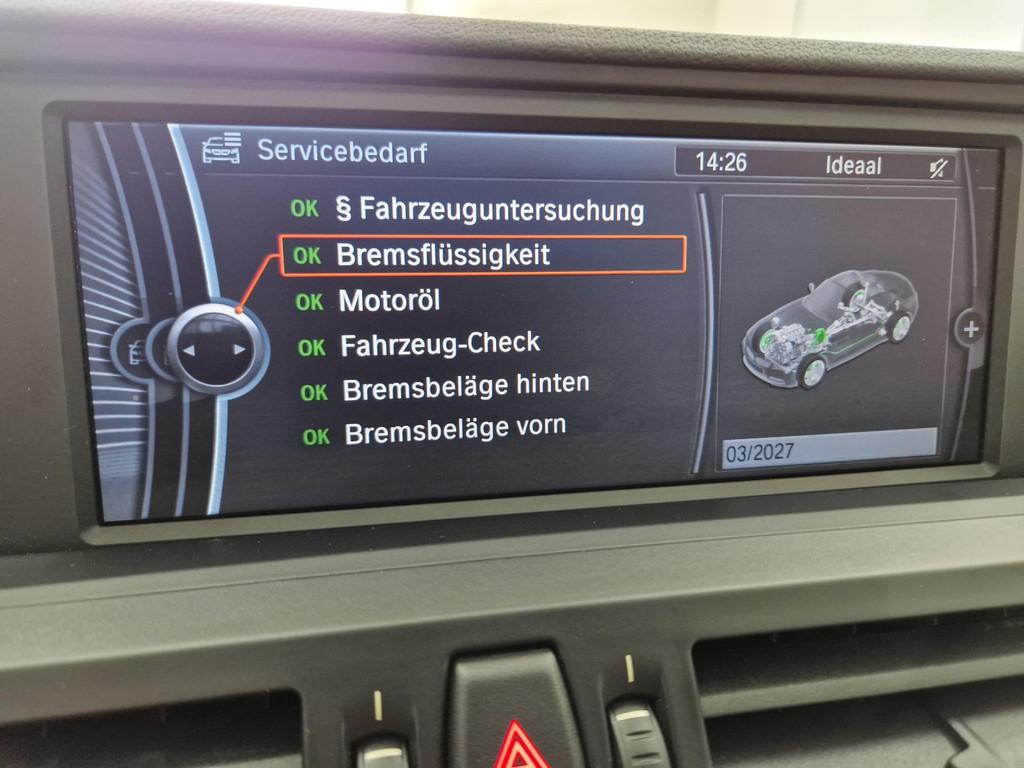 Servicebedarf
14:26
Ideaal
OK § Fahrzeuguntersuchung
OK Bremsflüssigkeit
OK Motoröl
OK Fahrzeug-Check
OK Bremsbeläge hinten
OK Bremsbeläge vorn
+
03/2027